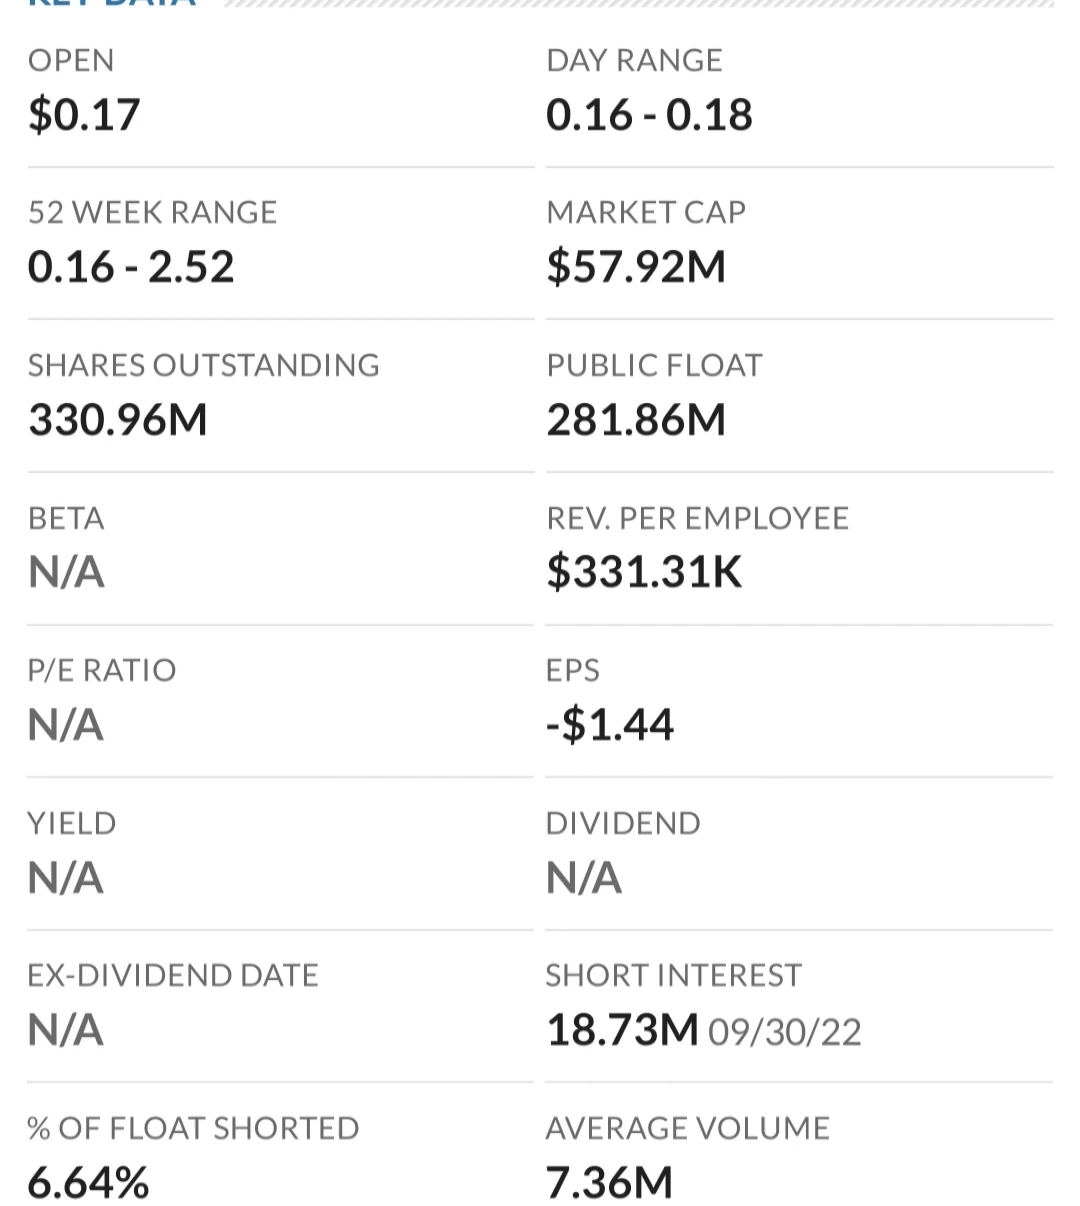 KEY DATA
OPEN
$0.17
DAY RANGE
0.16 - 0.18
52 WEEK RANGE
0.16 - 2.52
MARKET CAP
$57.92M
SHARES OUTSTANDING
330.96M
PUBLIC FLOAT
281.86M
BETA
N/A
REV. PER EMPLOYEE
$331.31K
P/E RATIO
N/A
EPS
-$1.44
YIELD
N/A
DIVIDEND
N/A
EX-DIVIDEND DATE
N/A
SHORT INTEREST
18.73M 09/30/22
% OF FLOAT SHORTED
6.64%
AVERAGE VOLUME
7.36M